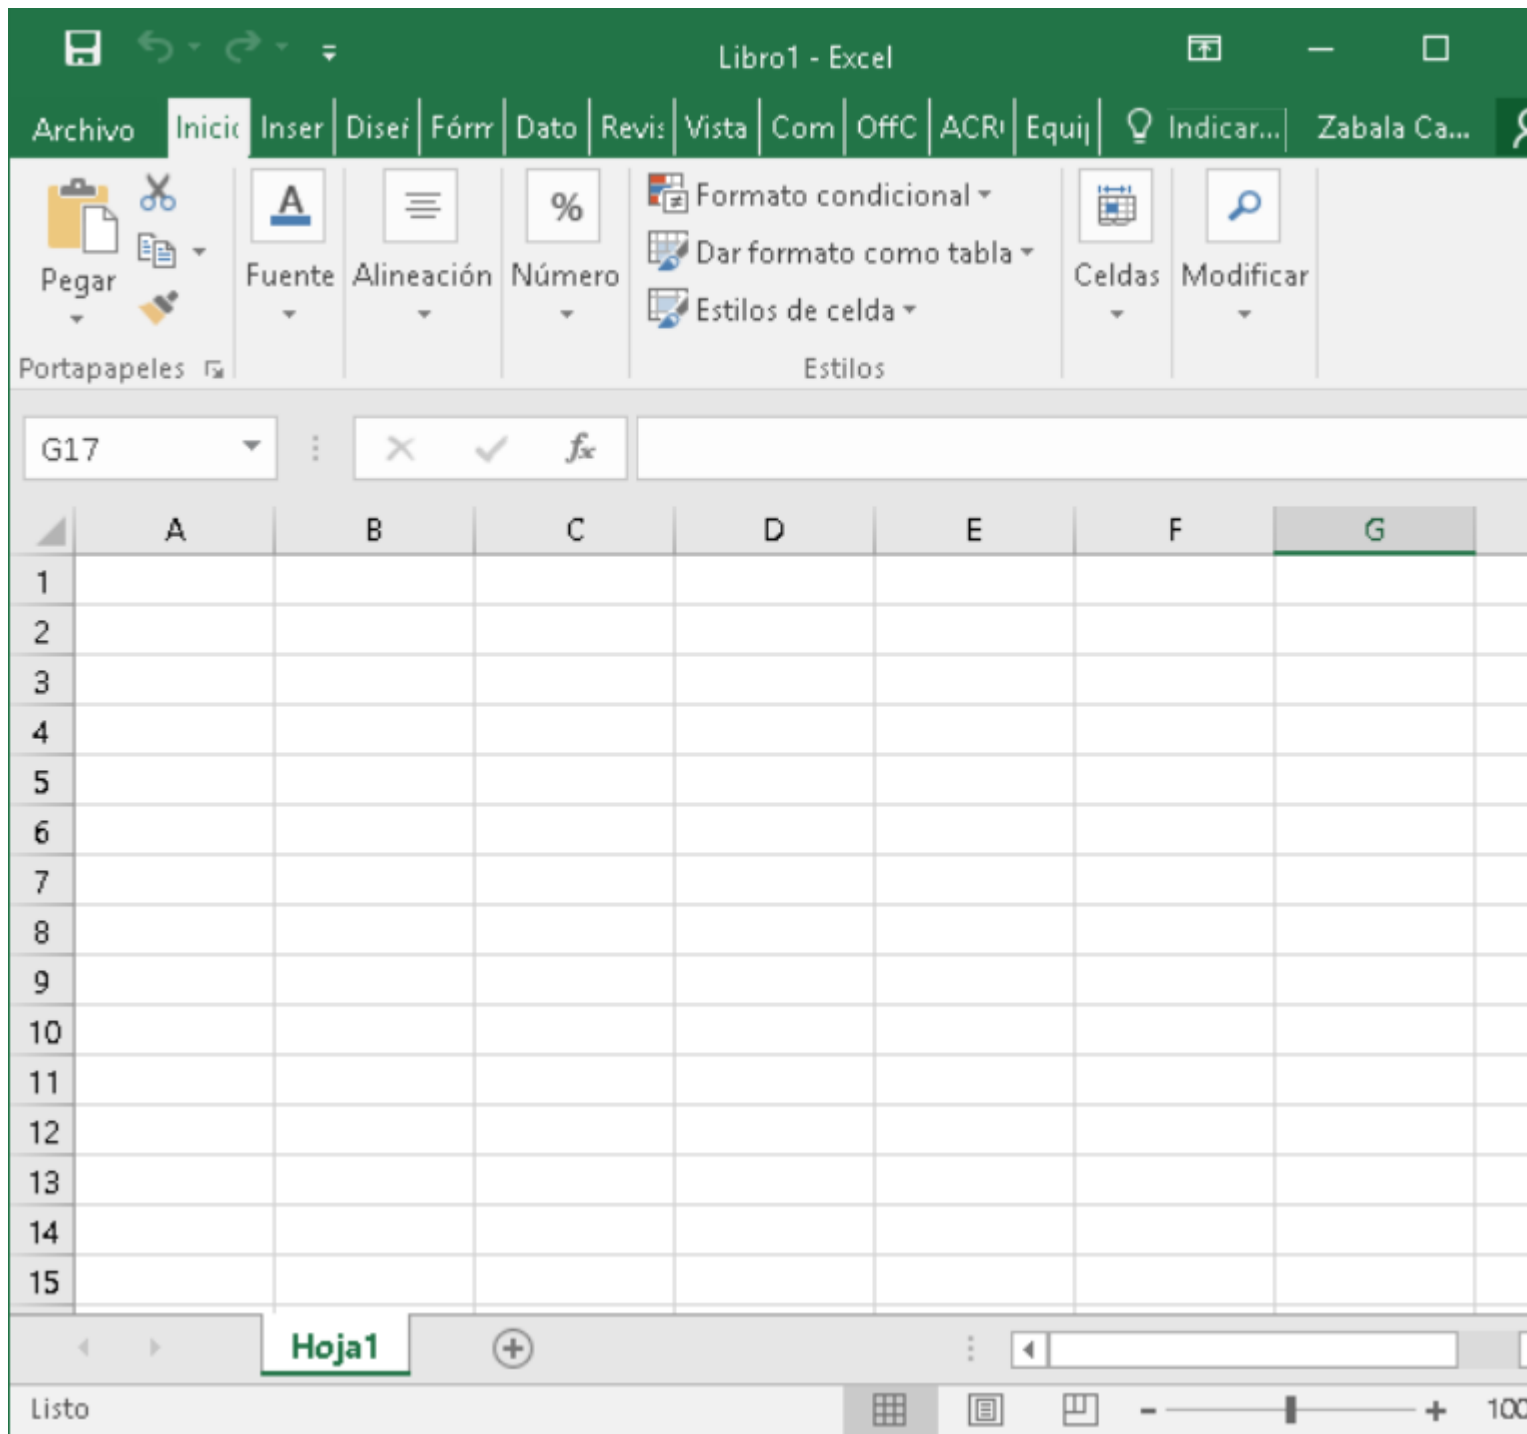 Libro1 - Excel
Archivo Inicio Inser Diseñ Fórm Dato Revis Vista Com OffC ACR Equip Indicar... Zabala Ca...
Pegar
Portapapeles
A
Fuente
Alineación
%
Número
Formato condicional
Dar formato como tabla
Estilos de celda
Estilos
Celdas
Modificar
G17 fx
A B C D E F G
1
2
3
4
5
6
7
8
9
10
11
12
13
14
15
Hoja1
Listo 100